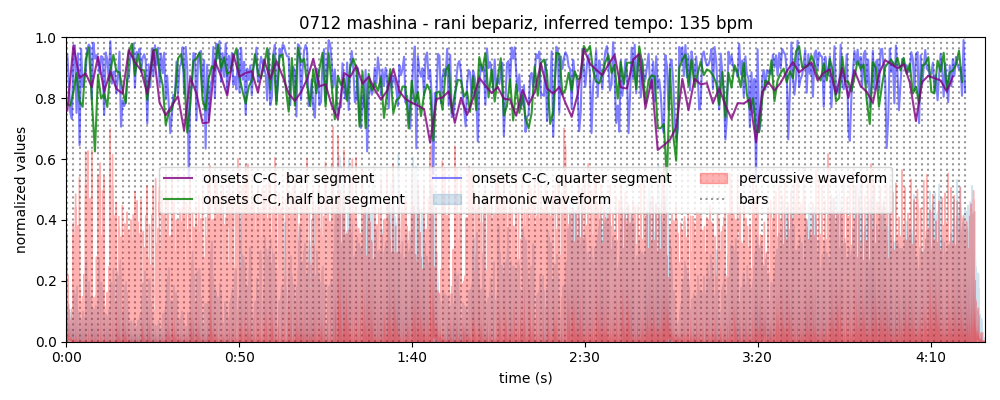 0712 mashina - rani bepariz, inferred tempo: 135 bpm
normalized values
1.0
0.8
0.6
0.4
0.2
0.0
onsets C-C, bar segment
onsets C-C, half bar segment
onsets C-C, quarter segment
harmonic waveform
percussive waveform
bars
0:00 0:50 1:40 2:30 3:20 4:10
time (s)